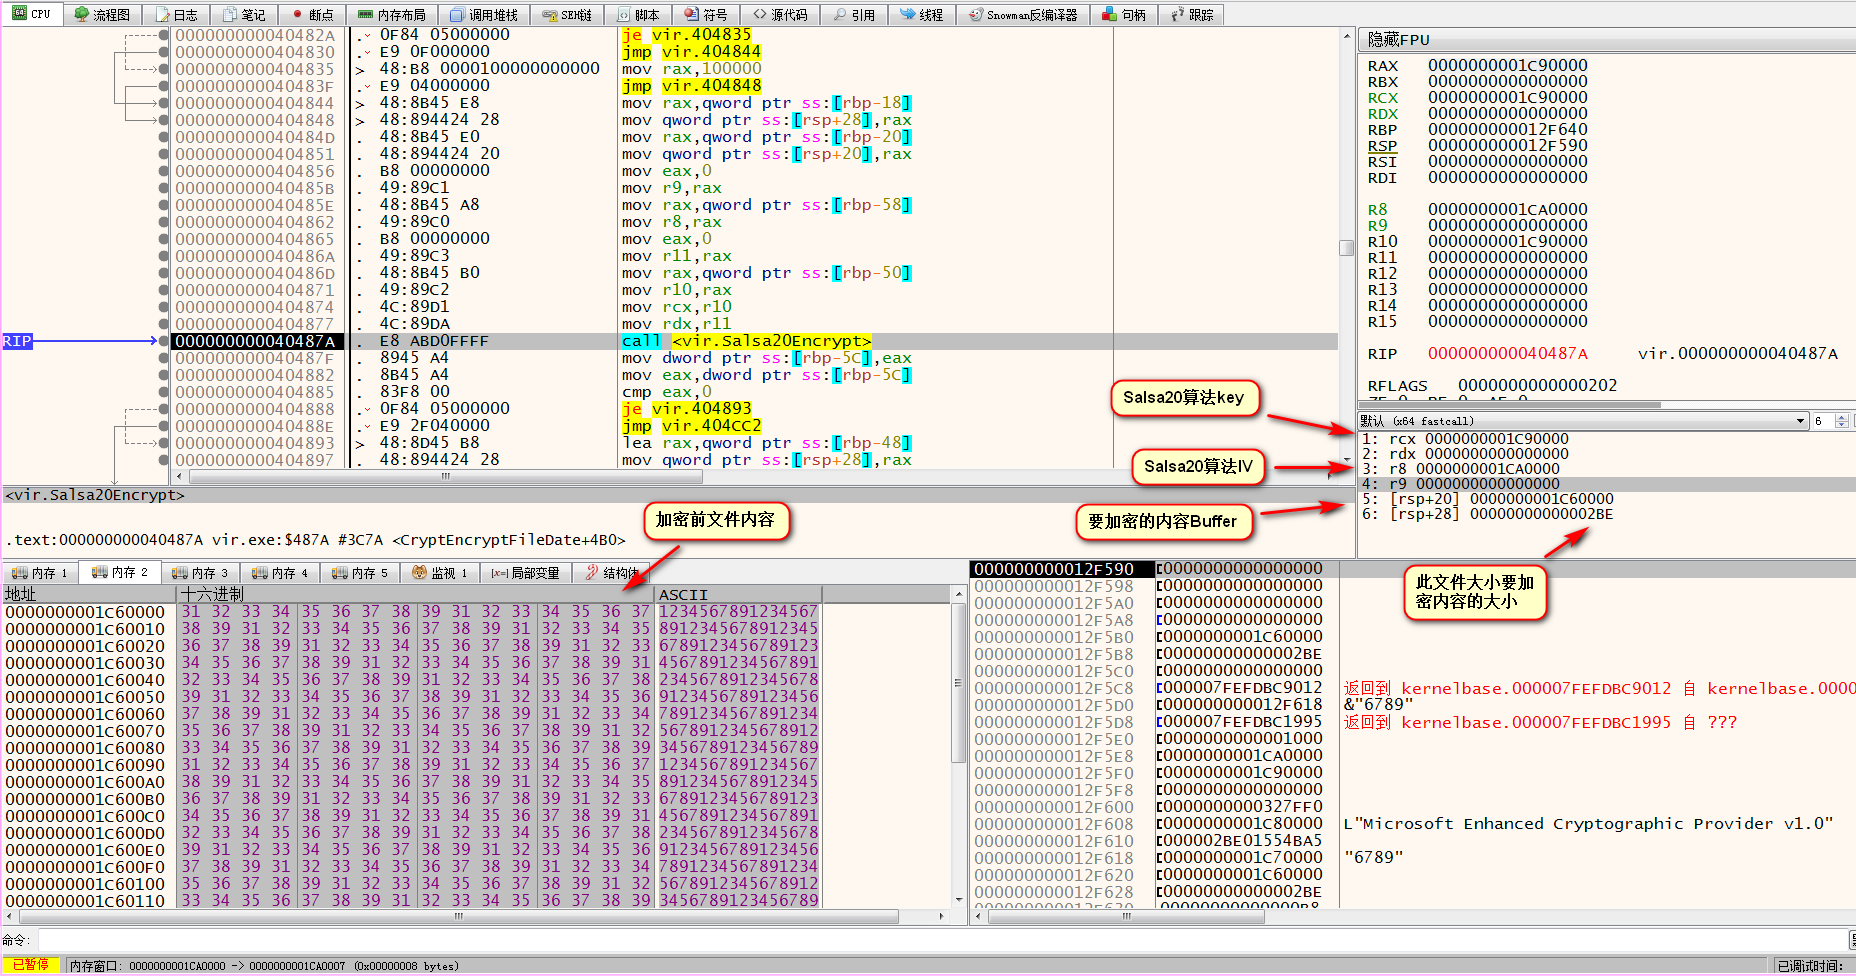 CPU 流程图 日志 笔记 断点 内存布局 调用堆栈 SEH链 脚本 符号 源代码 引用 线程 Snowman反编译器 句柄 跟踪
000000000040482A . 0F84 05000000 je vir.404835
0000000000404830 . E9 0F000000 jmp vir.404844
0000000000404835 > 48:B8 0000100000000000 mov rax,100000
000000000040483F . E9 04000000 jmp vir.404848
0000000000404844 > 48:8B45 E8 mov rax,qword ptr ss:[rbp-18]
0000000000404848 > 48:894424 28 mov qword ptr ss:[rsp+28],rax
000000000040484D . 48:8B45 E0 mov rax,qword ptr ss:[rbp-20]
0000000000404851 . 48:894424 20 mov qword ptr ss:[rsp+20],rax
0000000000404856 . B8 00000000 mov eax,0
000000000040485B . 49:89C1 mov r9,rax
000000000040485E . 48:8B45 A8 mov rax,qword ptr ss:[rbp-58]
0000000000404862 . 49:89C0 mov r8,rax
0000000000404865 . B8 00000000 mov eax,0
000000000040486A . 49:89C3 mov r11,rax
000000000040486D . 48:8B45 B0 mov rax,qword ptr ss:[rbp-50]
0000000000404871 . 49:89C2 mov r10,rax
0000000000404874 . 4C:89D1 mov rcx,r10
0000000000404877 . 4C:89DA mov rdx,r11
RIP 000000000040487A . E8 ABD0FFFF call <vir.Salsa20Encrypt>
000000000040487F . 8945 A4 mov dword ptr ss:[rbp-5C],eax
0000000000404882 . 8B45 A4 mov eax,dword ptr ss:[rbp-5C]
0000000000404885 . 83F8 00 cmp eax,0
0000000000404888 . 0F84 05000000 je vir.404893
000000000040488E . E9 2F040000 jmp vir.404CC2
0000000000404893 > 48:8D45 B8 lea rax,qword ptr ss:[rbp-48]
0000000000404897 . 48:894424 28 mov qword ptr ss:[rsp+28],rax
隐藏FPU
RAX 0000000001C90000
RBX 0000000000000000
RCX 0000000001C90000
RDX 0000000000000000
RBP 000000000012F640
RSP 000000000012F590
RSI 0000000000000000
RDI 0000000000000000
R8 0000000001CA0000
R9 0000000000000000
R10 0000000001C90000
R11 0000000000000000
R12 0000000000000000
R13 0000000000000000
R14 0000000000000000
R15 0000000000000000
RIP 000000000040487A vir.000000000040487A
RFLAGS 0000000000000202
默认 (x64 fastcall) 6
1: rcx 0000000001C90000
2: rdx 0000000000000000
3: r8 0000000001CA0000
4: r9 0000000000000000
5: [rsp+20] 0000000001C60000
6: [rsp+28] 00000000000002BE
Salsa20算法key
Salsa20算法IV
要加密的内容Buffer
此文件大小要加
密内容的大小
加密前文件内容
<vir.Salsa20Encrypt>
.text:000000000040487A vir.exe:$487A #3C7A <CryptEncryptFileDate+4B0>
内存 1 内存 2 内存 3 内存 4 内存 5 监视 1 [x=]局部变量 结构体
地址 十六进制 ASCII
0000000001C60000 31 32 33 34 35 36 37 38 39 31 32 33 34 35 36 37 1234567891234567
0000000001C60010 38 39 31 32 33 34 35 36 37 38 39 31 32 33 34 35 8912345678912345
0000000001C60020 36 37 38 39 31 32 33 34 35 36 37 38 39 31 32 33 6789123456789123
0000000001C60030 34 35 36 37 38 39 31 32 33 34 35 36 37 38 39 31 4567891234567891
0000000001C60040 32 33 34 35 36 37 38 39 31 32 33 34 35 36 37 38 2345678912345678
0000000001C60050 39 31 32 33 34 35 36 37 38 39 31 32 33 34 35 36 9123456789123456
0000000001C60060 37 38 39 31 32 33 34 35 36 37 38 39 31 32 33 34 7891234567891234
0000000001C60070 35 36 37 38 39 31 32 33 34 35 36 37 38 39 31 32 5678912345678912
0000000001C60080 33 34 35 36 37 38 39 31 32 33 34 35 36 37 38 39 3456789123456789
0000000001C60090 31 32 33 34 35 36 37 38 39 31 32 33 34 35 36 37 1234567891234567
0000000001C600A0 38 39 31 32 33 34 35 36 37 38 39 31 32 33 34 35 8912345678912345
0000000001C600B0 36 37 38 39 31 32 33 34 35 36 37 38 39 31 32 33 6789123456789123
0000000001C600C0 34 35 36 37 38 39 31 32 33 34 35 36 37 38 39 31 4567891234567891
0000000001C600D0 32 33 34 35 36 37 38 39 31 32 33 34 35 36 37 38 2345678912345678
0000000001C600E0 39 31 32 33 34 35 36 37 38 39 31 32 33 34 35 36 9123456789123456
0000000001C600F0 37 38 39 31 32 33 34 35 36 37 38 39 31 32 33 34 7891234567891234
0000000001C60100 35 36 37 38 39 31 32 33 34 35 36 37 38 39 31 32 5678912345678912
0000000001C60110 33 34 35 36 37 38 39 31 32 33 34 35 36 37 38 39 3456789123456789
000000000012F590 0000000000000000
000000000012F598 0000000000000000
000000000012F5A0 0000000000000000
000000000012F5A8 0000000000000000
000000000012F5B0 0000000001C60000
000000000012F5B8 00000000000002BE
000000000012F5C0 0000000000000000
000000000012F5C8 000007FEFDBC9012 返回到 kernelbase.000007FEFDBC9012 自 kernelbase.0000
000000000012F5D0 000000000012F618 &"6789"
000000000012F5D8 000007FEFDBC1995 返回到 kernelbase.000007FEFDBC1995 自 ???
000000000012F5E0 0000000000001000
000000000012F5E8 0000000001CA0000
000000000012F5F0 0000000001C90000
000000000012F5F8 0000000000000000
000000000012F600 0000000000327FF0
000000000012F608 0000000001C80000 L"Microsoft Enhanced Cryptographic Provider v1.0"
000000000012F610 000002BE01554BA5
000000000012F618 0000000001C70000 "6789"
000000000012F620 0000000001C60000
000000000012F628 00000000000002BE
命令:
已暂停 内存窗口: 0000000001CA0000 -> 0000000001CA0007 (0x00000008 bytes) 已调试时间: